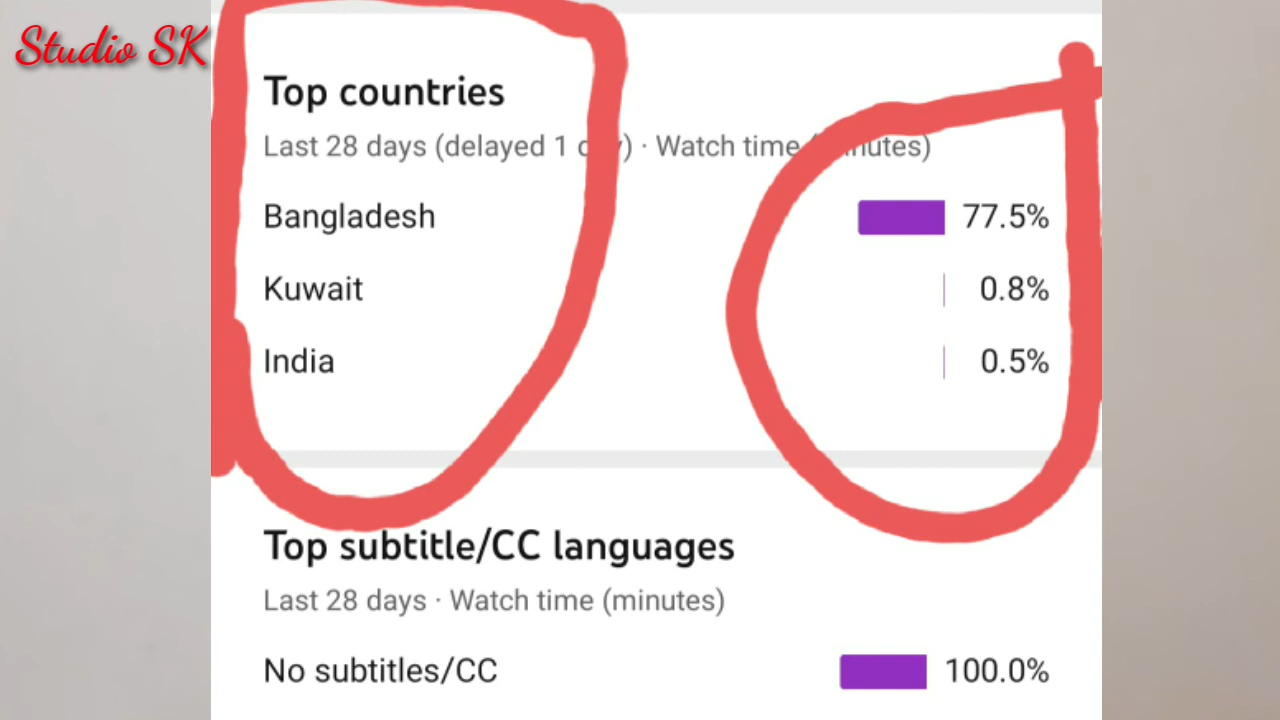 Studio SK
Top countries
Last 28 days (delayed 1 d y) · Watch time nutes)
Bangladesh 77.5%
Kuwait 0.8%
India 0.5%
Top subtitle/CC languages
Last 28 days · Watch time (minutes)
No subtitles/CC 100.0%